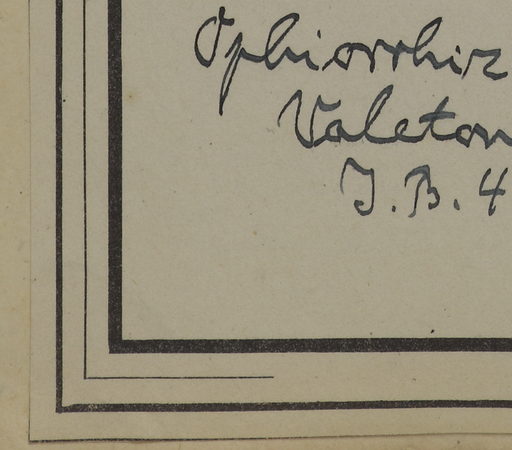 Ophiorrhiz
Valeton
J. B. 4